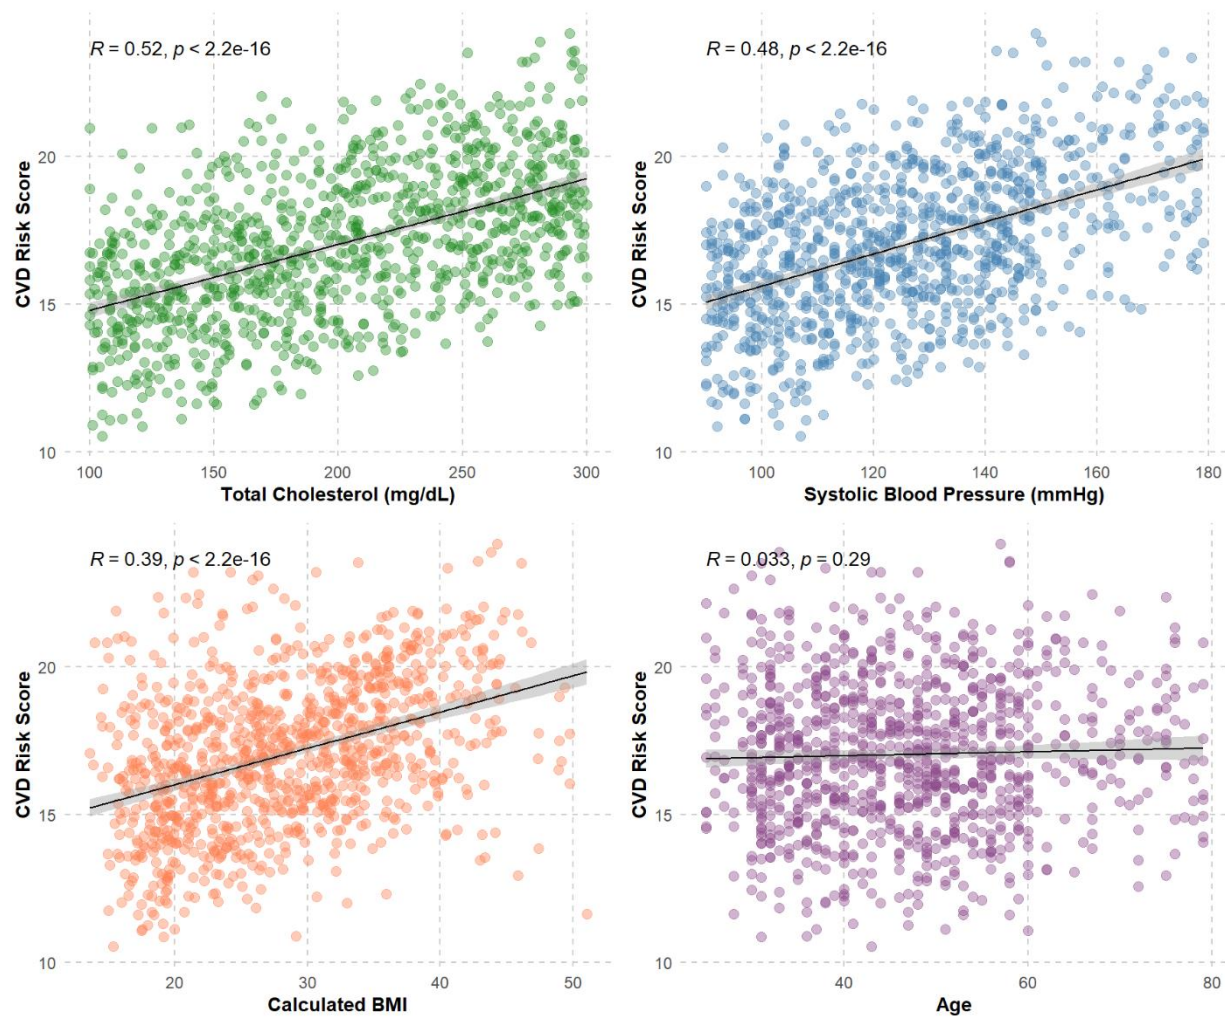 R = 0.52, p < 2.2e-16
20
15
10
CVD Risk Score
100 150 200 250 300
Total Cholesterol (mg/dL)
R = 0.48, p < 2.2e-16
20
15
10
CVD Risk Score
100 120 140 160 180
Systolic Blood Pressure (mmHg)
R = 0.39, p < 2.2e-16
20
15
10
CVD Risk Score
20 30 40 50
Calculated BMI
R = 0.033, p = 0.29
20
15
10
CVD Risk Score
40 60 80
Age